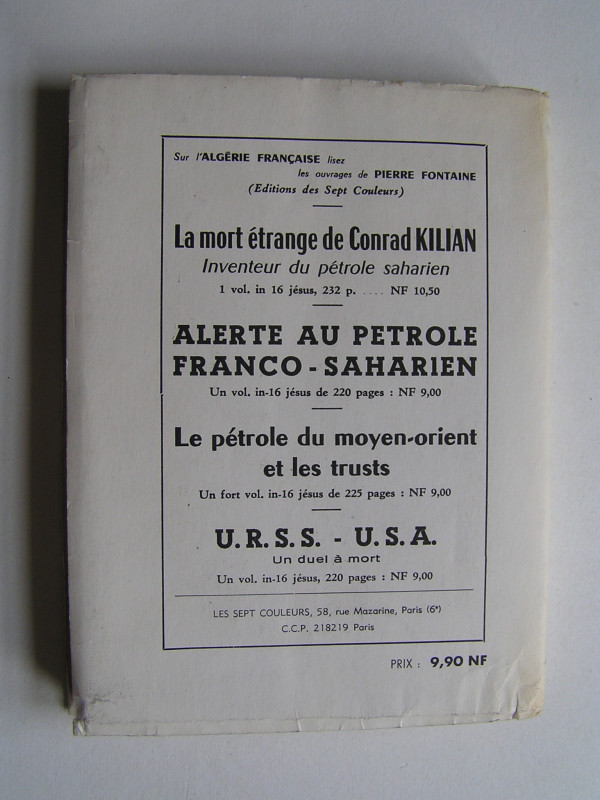 Sur l'ALGÉRIE FRANÇAISE lisez
les ouvrages de PIERRE FONTAINE
(Editions des Sept Couleurs)
La mort étrange de Conrad KILIAN
Inventeur du pétrole saharien
1 vol. in 16 jésus, 232 p. .... NF 10,50
ALERTE AU PETROLE
FRANCO - SAHARIEN
Un vol. in-16 jésus de 220 pages : NF 9,00
Le pétrole du moyen-orient
et les trusts
Un fort vol. in-16 jésus de 225 pages : NF 9,00
U.R.S.S. - U.S.A.
Un duel à mort
Un vol. in-16 jésus, 220 pages : NF 9,00
LES SEPT COULEURS, 58, rue Mazarine, Paris (6e)
C.C.P. 218219 Paris
PRIX : 9,90 NF